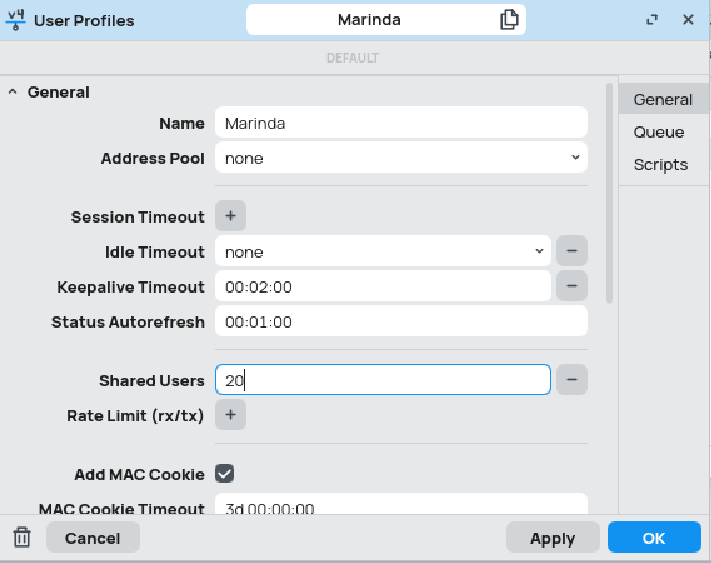 v4 User Profiles Marinda
DEFAULT
General
Name Marinda
Address Pool none
Session Timeout +
Idle Timeout none −
Keepalive Timeout 00:02:00 −
Status Autorefresh 00:01:00
Shared Users 20 −
Rate Limit (rx/tx) +
Add MAC Cookie
MAC Cookie Timeout 3d 00:00:00
General
Queue
Scripts
Cancel Apply OK